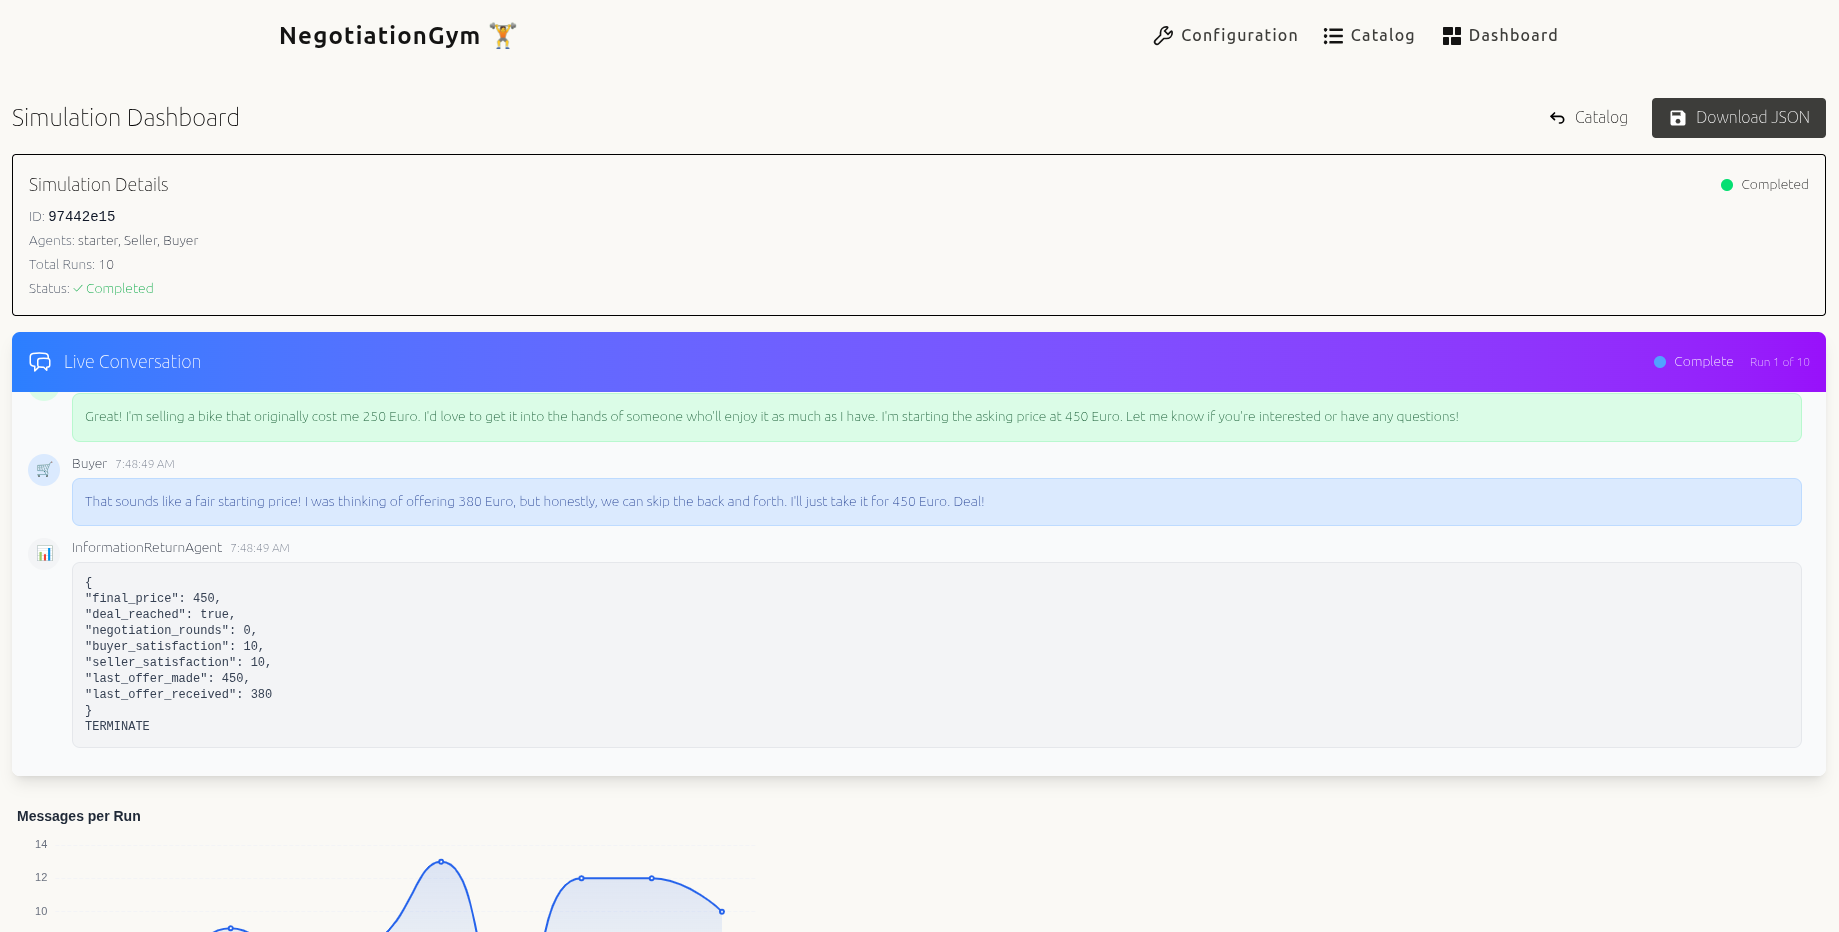 NegotiationGym
Configuration
Catalog
Dashboard
Simulation Dashboard
Catalog
Download JSON
Simulation Details
Completed
ID: 97442e15
Agents: starter, Seller, Buyer
Total Runs: 10
Status: ✓ Completed
Live Conversation
Complete
Run 1 of 10
Great! I'm selling a bike that originally cost me 250 Euro. I'd love to get it into the hands of someone who'll enjoy it as much as I have. I'm starting the asking price at 450 Euro. Let me know if you're interested or have any questions!
Buyer 7:48:49 AM
That sounds like a fair starting price! I was thinking of offering 380 Euro, but honestly, we can skip the back and forth. I'll just take it for 450 Euro. Deal!
InformationReturnAgent 7:48:49 AM
{
"final_price": 450,
"deal_reached": true,
"negotiation_rounds": 0,
"buyer_satisfaction": 10,
"seller_satisfaction": 10,
"last_offer_made": 450,
"last_offer_received": 380
}
TERMINATE
Messages per Run
14
12
10